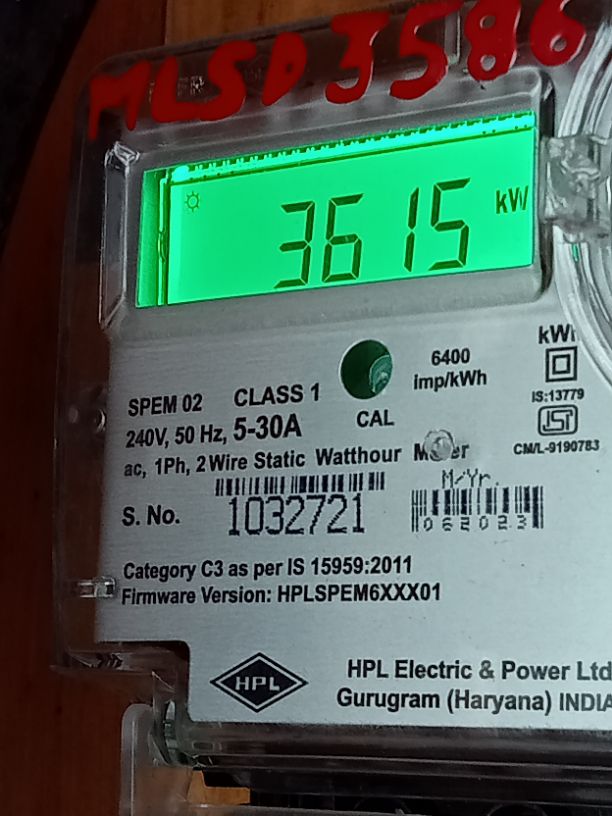 MLSD3586
3615 kW
6400
imp/kWh
CAL
SPEM 02 CLASS 1
240V, 50 Hz, 5-30A
ac, 1Ph, 2 Wire Static Watthour
IS:13779
CM/L-9190783
M/Yr.
S. No. 1032721
062023
Category C3 as per IS 15959:2011
Firmware Version: HPLSPEM6XXX01
HPL
HPL Electric & Power Ltd
Gurugram (Haryana) INDIA